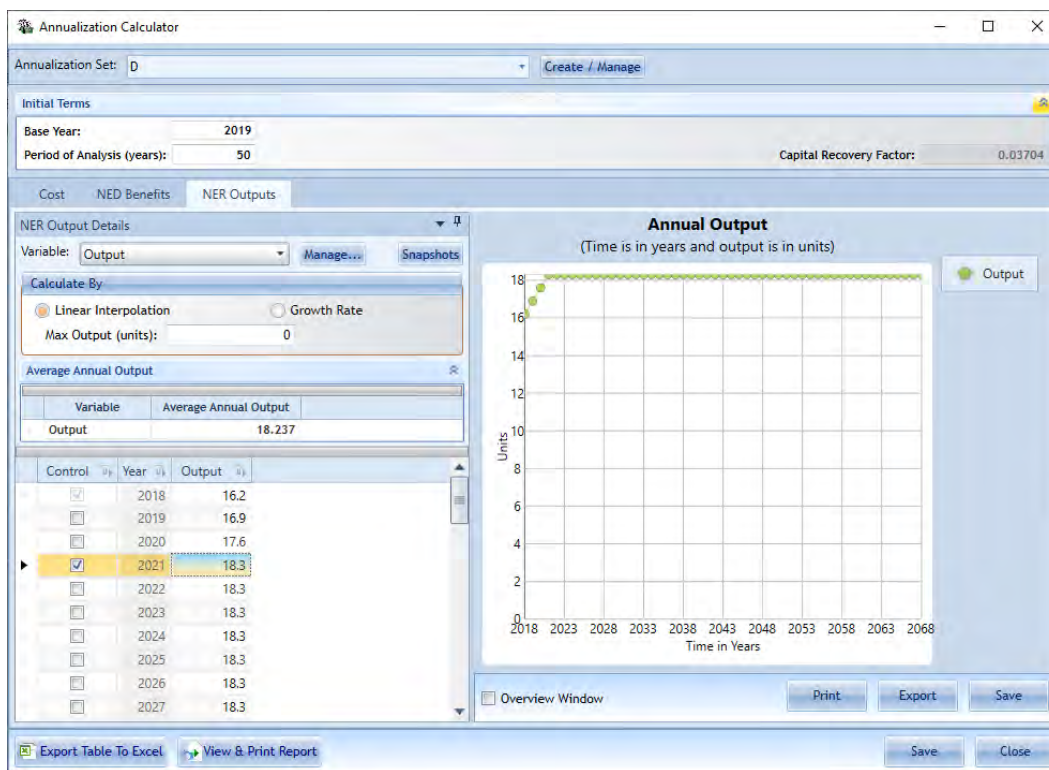 Annualization Calculator
Annualization Set: D Create / Manage
Initial Terms
Base Year: 2019
Period of Analysis (years): 50 Capital Recovery Factor: 0.03704
Cost NED Benefits NER Outputs
NER Output Details
Variable: Output Manage... Snapshots
Calculate By
Linear Interpolation Growth Rate
Max Output (units): 0
Average Annual Output
Variable Average Annual Output
Output 18.237
Control Year Output
2018 16.2
2019 16.9
2020 17.6
2021 18.3
2022 18.3
2023 18.3
2024 18.3
2025 18.3
2026 18.3
2027 18.3
Annual Output
(Time is in years and output is in units)
Output
18
16
14
12
10
8
6
4
2
0
Units
2018 2023 2028 2033 2038 2043 2048 2053 2058 2063 2068
Time in Years
Overview Window Print Export Save
Export Table To Excel View & Print Report Save Close